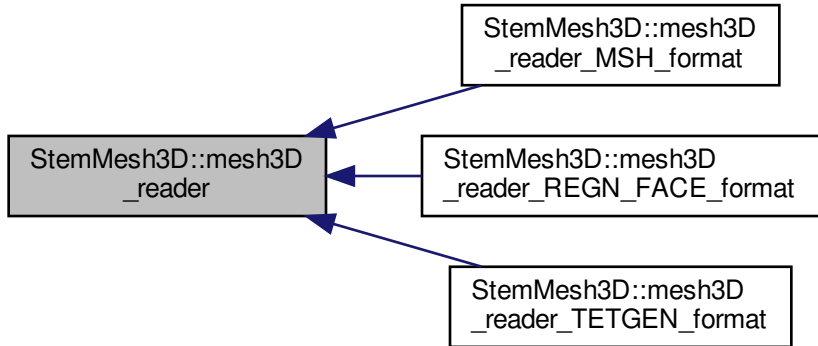 StemMesh3D::mesh3D
_reader_MSH_format
StemMesh3D::mesh3D
_reader
StemMesh3D::mesh3D
_reader_REGN_FACE_format
StemMesh3D::mesh3D
_reader_TETGEN_format